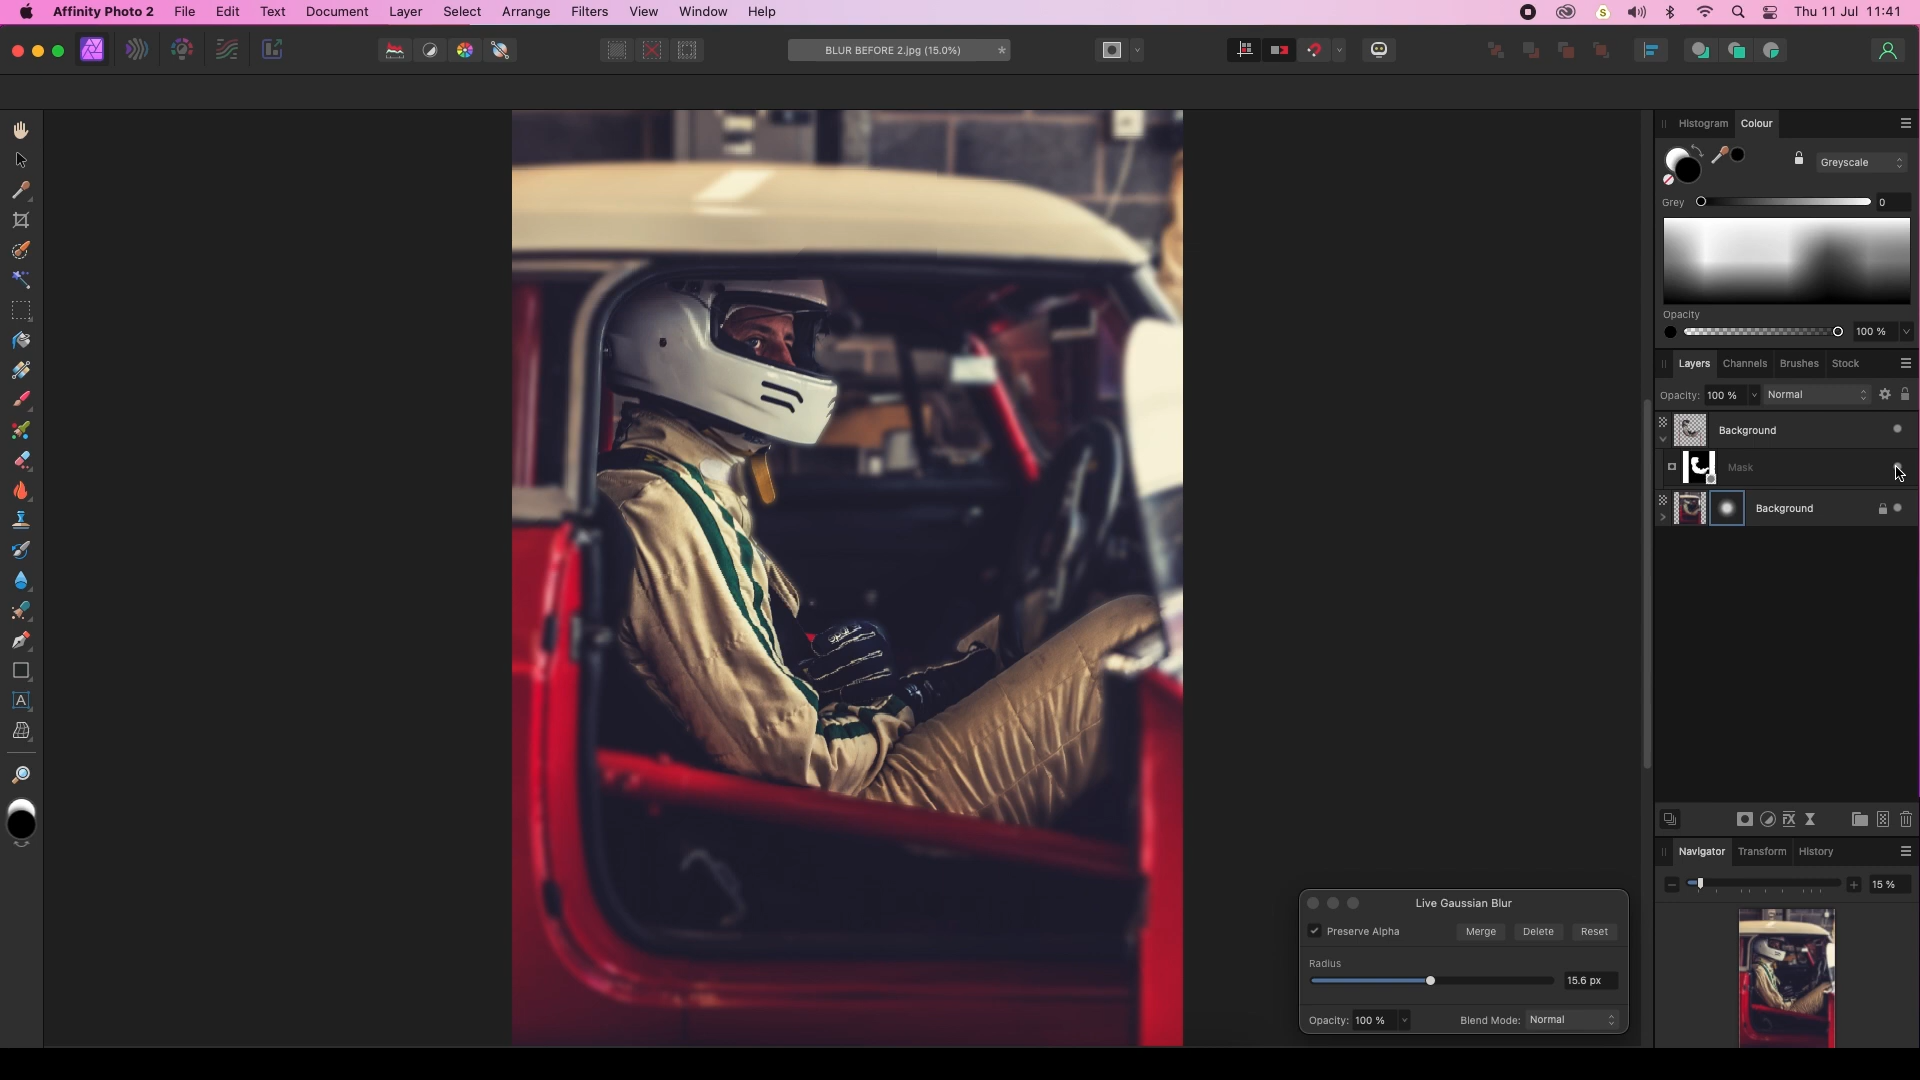 Affinity Photo 2 File Edit Text Document Layer Select Arrange Filters View Window Help Thu 11 Jul 11:41
BLUR BEFORE 2.jpg (15.0%) *
Histogram Colour
Greyscale
Grey 0
Opacity
100 %
Layers Channels Brushes Stock
Opacity: 100 % Normal
Background
Mask
Background
Navigator Transform History
15 %
Live Gaussian Blur
Preserve Alpha Merge Delete Reset
Radius
15.6 px
Opacity: 100 % Blend Mode: Normal